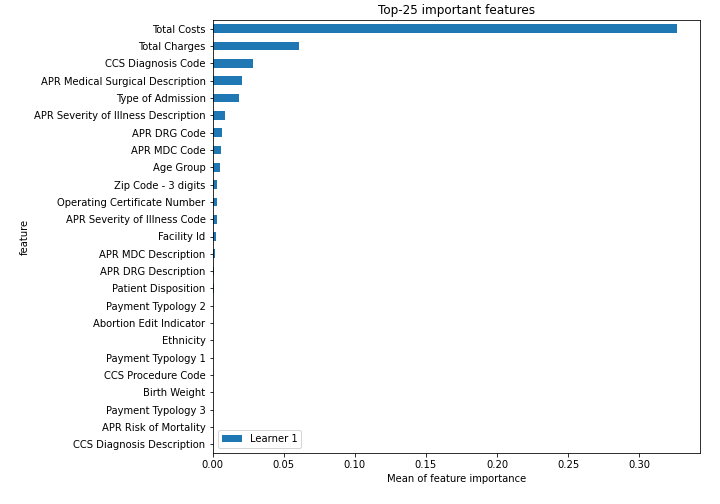 Top-25 important features
Total Costs
Total Charges
CCS Diagnosis Code
APR Medical Surgical Description
Type of Admission
APR Severity of Illness Description
APR DRG Code
APR MDC Code
Age Group
Zip Code - 3 digits
Operating Certificate Number
APR Severity of Illness Code
Facility Id
APR MDC Description
APR DRG Description
Patient Disposition
Payment Typology 2
Abortion Edit Indicator
Ethnicity
Payment Typology 1
CCS Procedure Code
Birth Weight
Payment Typology 3
APR Risk of Mortality
CCS Diagnosis Description
feature
Learner 1
0.00 0.05 0.10 0.15 0.20 0.25 0.30
Mean of feature importance